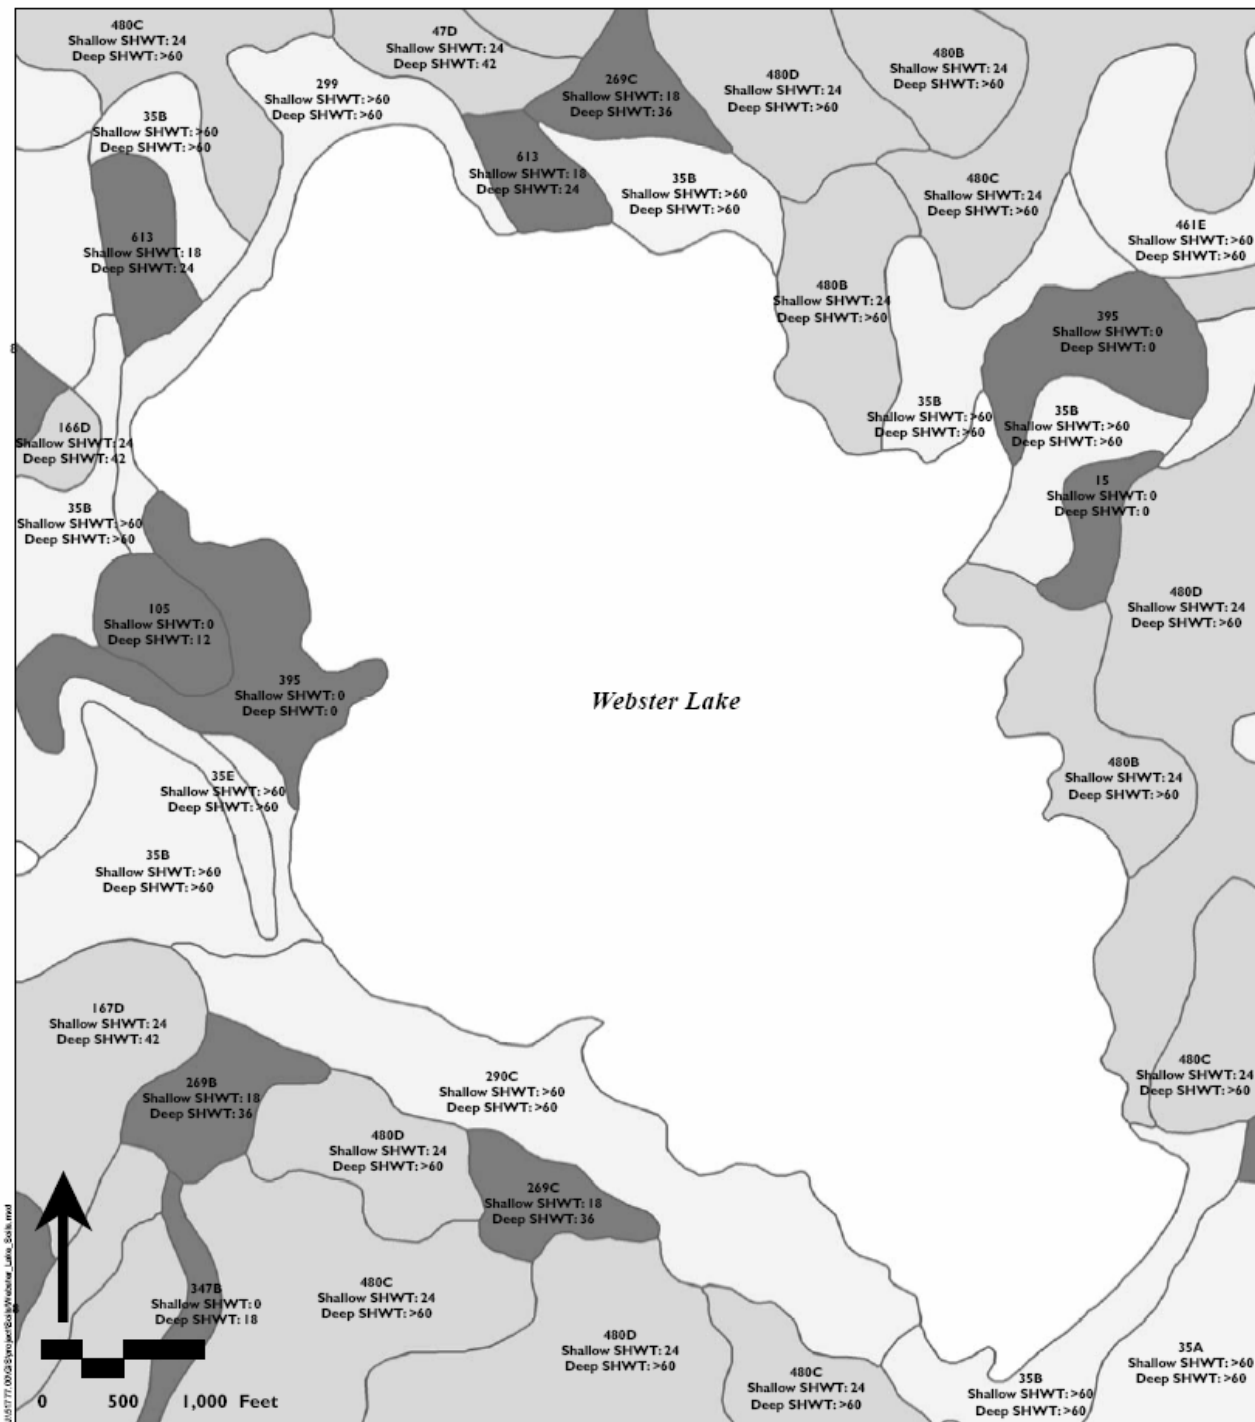 480C
Shallow SHWT: 24
Deep SHWT: >60
47D
Shallow SHWT: 24
Deep SHWT: 42
299
Shallow SHWT: >60
Deep SHWT: >60
269C
Shallow SHWT: 18
Deep SHWT: 36
480D
Shallow SHWT: 24
Deep SHWT: >60
480B
Shallow SHWT: 24
Deep SHWT: >60
35B
Shallow SHWT: >60
Deep SHWT: >60
613
Shallow SHWT: 18
Deep SHWT: 24
35B
Shallow SHWT: >60
Deep SHWT: >60
480C
Shallow SHWT: 24
Deep SHWT: >60
461E
Shallow SHWT: >60
Deep SHWT: >60
613
Shallow SHWT: 18
Deep SHWT: 24
480B
Shallow SHWT: 24
Deep SHWT: >60
395
Shallow SHWT: 0
Deep SHWT: 0
8
166D
Shallow SHWT: 24
Deep SHWT: 42
35B
Shallow SHWT: >60
Deep SHWT: >60
35B
Shallow SHWT: >60
Deep SHWT: >60
15
Shallow SHWT: 0
Deep SHWT: 0
35B
Shallow SHWT: >60
Deep SHWT: >60
105
Shallow SHWT: 0
Deep SHWT: 12
480D
Shallow SHWT: 24
Deep SHWT: >60
395
Shallow SHWT: 0
Deep SHWT: 0
Webster Lake
35E
Shallow SHWT: >60
Deep SHWT: >60
480B
Shallow SHWT: 24
Deep SHWT: >60
35B
Shallow SHWT: >60
Deep SHWT: >60
167D
Shallow SHWT: 24
Deep SHWT: 42
269B
Shallow SHWT: 18
Deep SHWT: 36
290C
Shallow SHWT: >60
Deep SHWT: >60
480C
Shallow SHWT: 24
Deep SHWT: >60
480D
Shallow SHWT: 24
Deep SHWT: >60
269C
Shallow SHWT: 18
Deep SHWT: 36
347B
Shallow SHWT: 0
Deep SHWT: 18
480C
Shallow SHWT: 24
Deep SHWT: >60
8
480D
Shallow SHWT: 24
Deep SHWT: >60
480C
Shallow SHWT: 24
Deep SHWT: >60
35B
Shallow SHWT: >60
Deep SHWT: >60
35A
Shallow SHWT: >60
Deep SHWT: >60
0 500 1,000 Feet